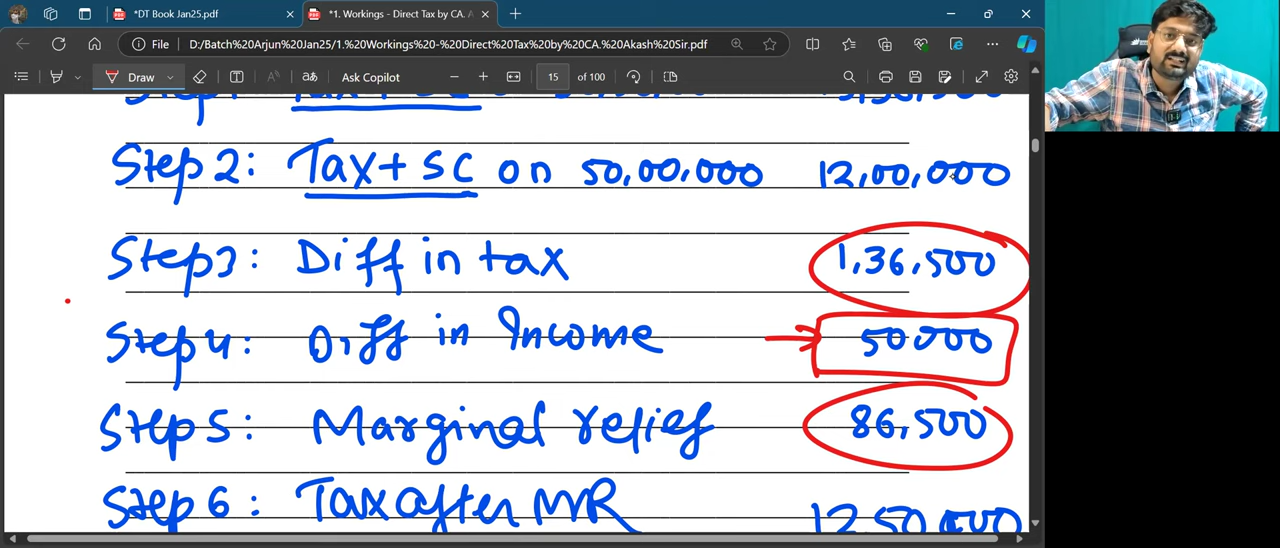 *DT Book Jan25.pdf
*1. Workings - Direct Tax by CA. A
File D:/Batch%20Arjun%20Jan25/1.%20Workings%20-%20Direct%20Tax%20by%20CA.%20Akash%20Sir.pdf
Draw
Ask Copilot
15 of 100
Step 2: Tax + SC on 50,00,000 12,00,000
Step 3: Diff in tax 1,36,500
Step 4: Diff in Income → 50000
Step 5: Marginal relief 86,500
Step 6: Tax after MR 12,50,000